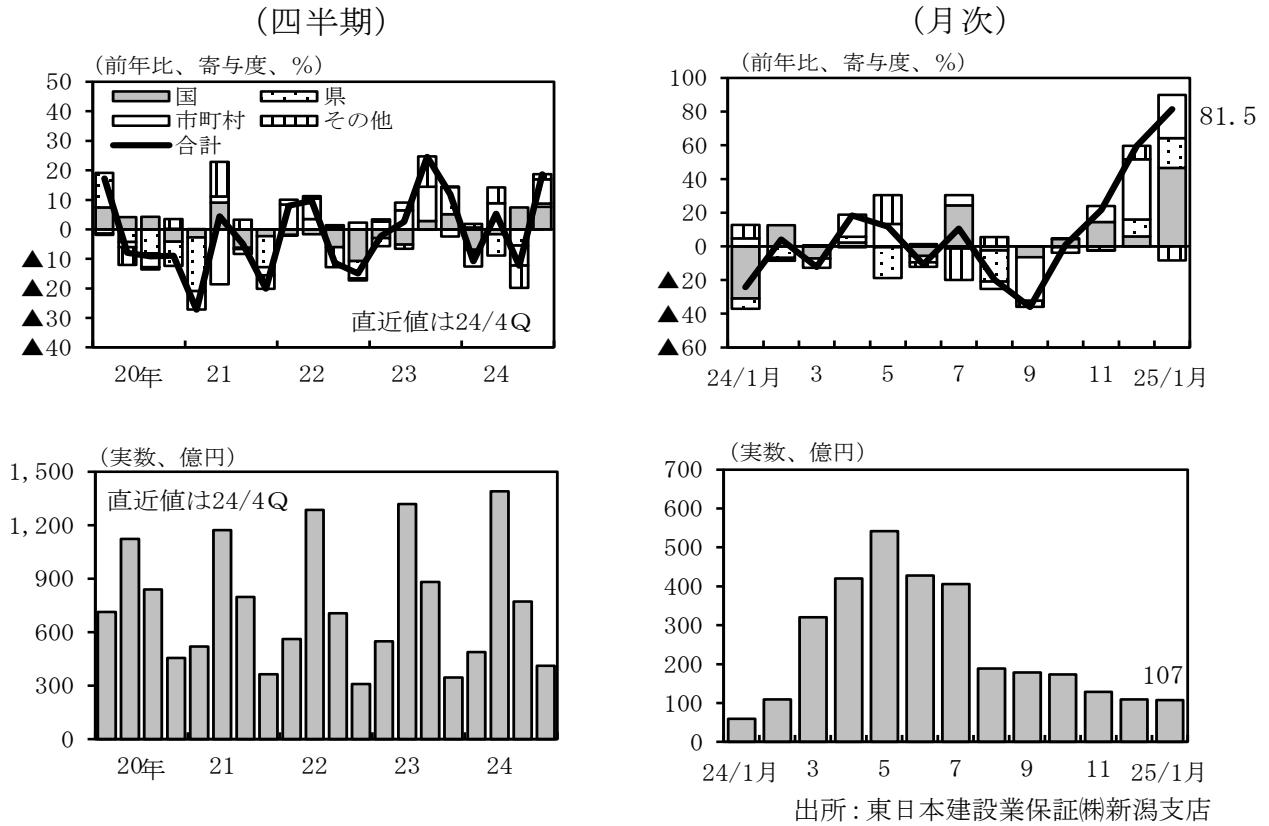 (四半期)
(前年比、寄与度、%)
50
40
30
20
10
0
▲10
▲20
▲30
▲40
国
県
市町村
その他
合計
直近値は24/4Q
20年 21 22 23 24
(月次)
(前年比、寄与度、%)
100
80
60
40
20
0
▲20
▲40
▲60
81.5
24/1月 3 5 7 9 11 25/1月
(実数、億円)
1,500
1,200
900
600
300
0
直近値は24/4Q
20年 21 22 23 24
(実数、億円)
700
600
500
400
300
200
100
0
107
24/1月 3 5 7 9 11 25/1月
出所:東日本建設業保証㈱新潟支店